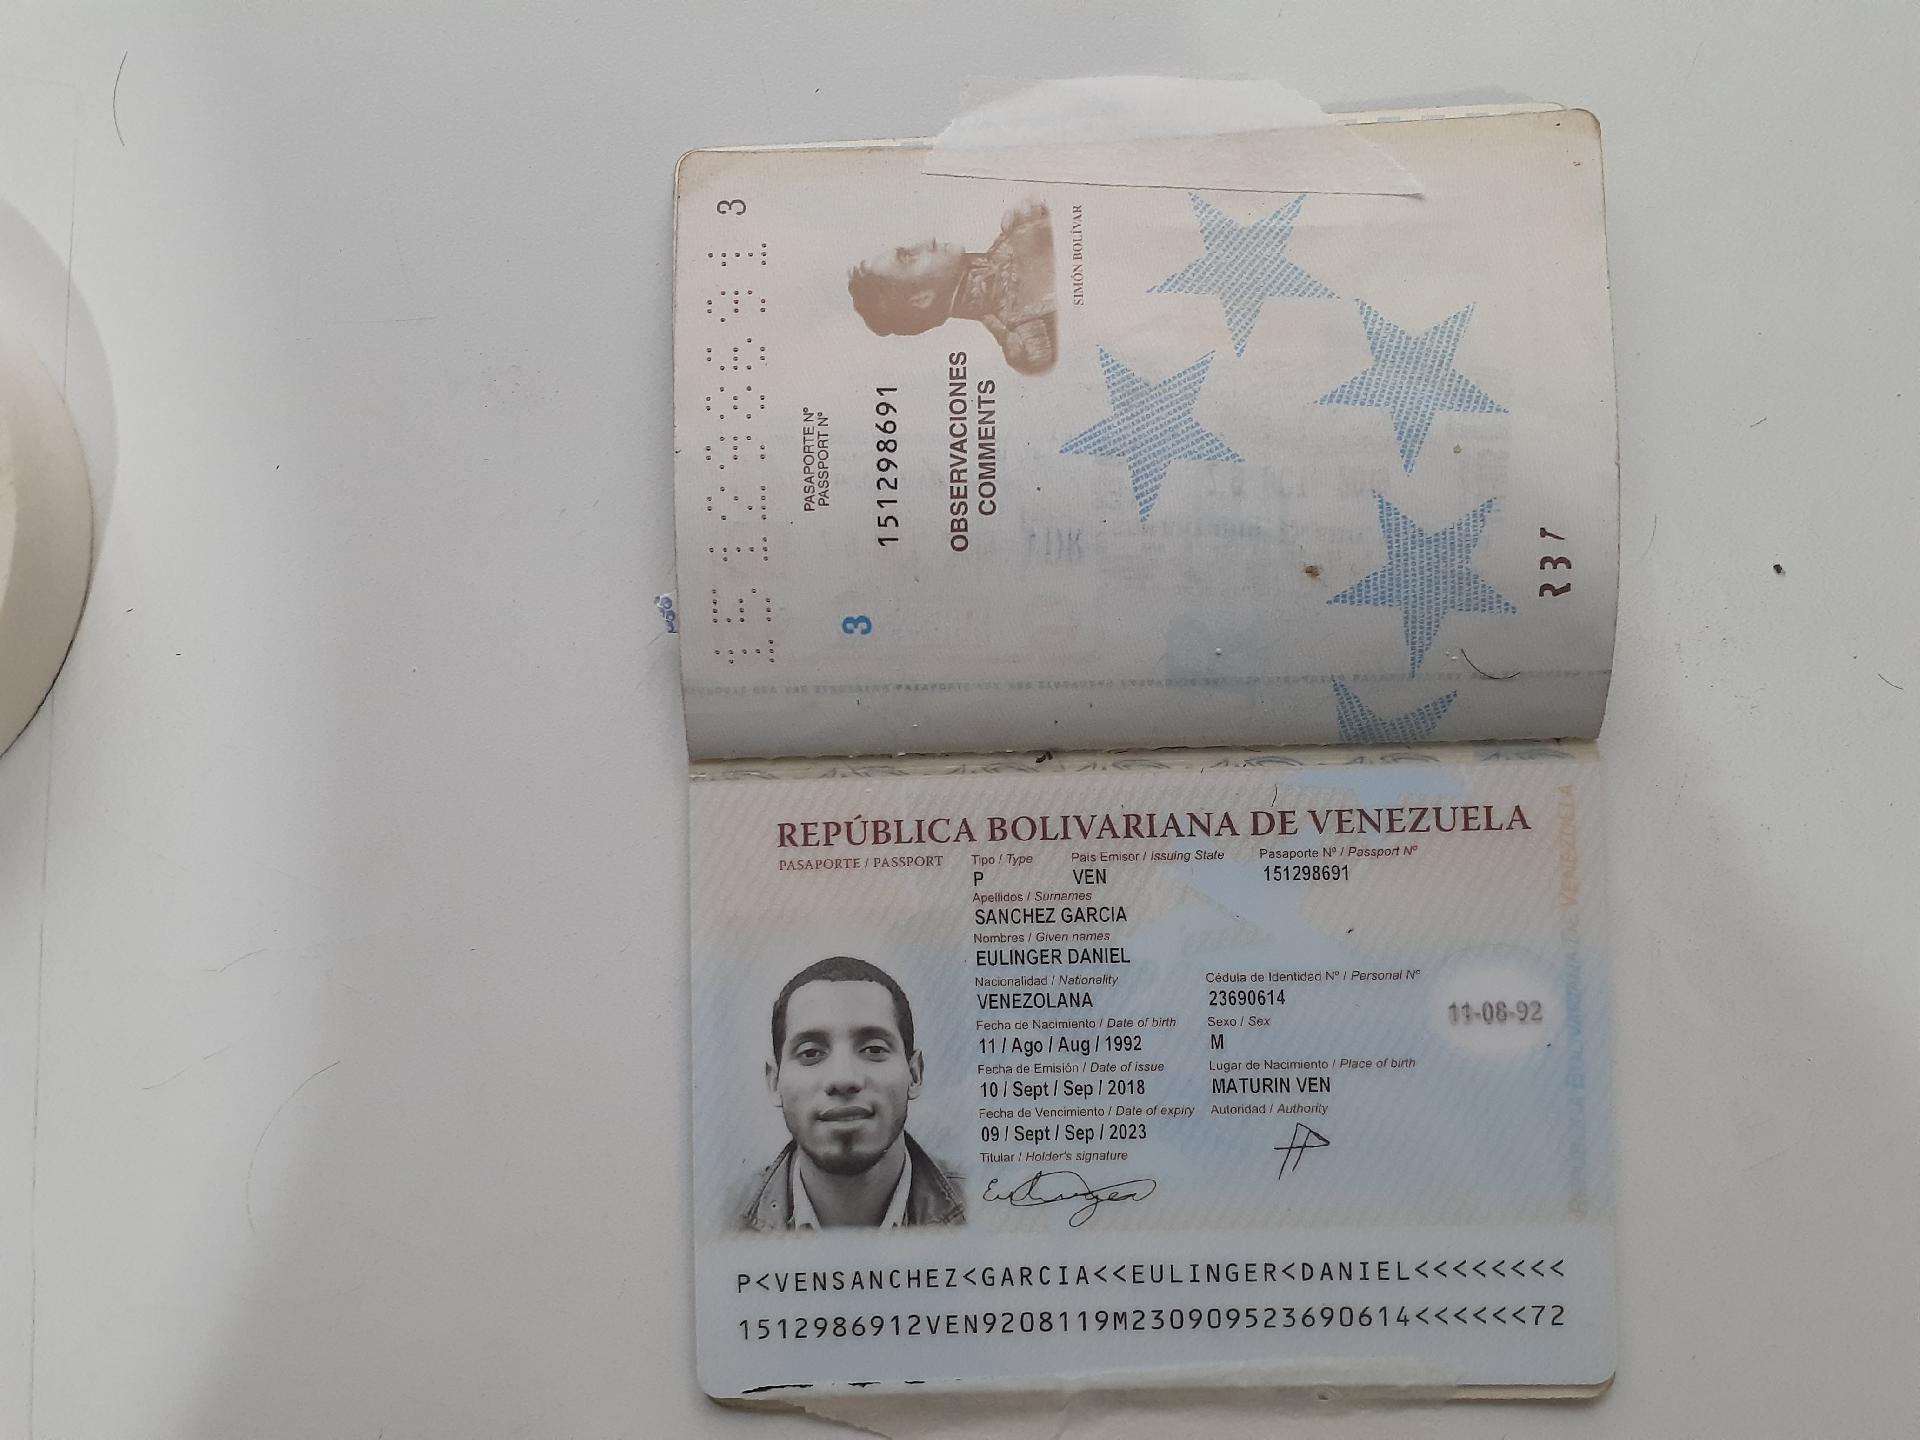 3
PASAPORTE Nº
PASSPORT Nº
151298691
OBSERVACIONES
COMMENTS
SIMÓN BOLÍVAR
3
R37
REPÚBLICA BOLIVARIANA DE VENEZUELA
PASAPORTE / PASSPORT
Tipo / Type
País Emisor / Issuing State
Pasaporte Nº / Passport Nº
P
VEN
151298691
Apellidos / Surnames
SANCHEZ GARCIA
Nombres / Given names
EULINGER DANIEL
Nacionalidad / Nationality
Cédula de Identidad Nº / Personal Nº
VENEZOLANA
23690614
Fecha de Nacimiento / Date of birth
Sexo / Sex
11 / Ago / Aug / 1992
M
11-08-92
Fecha de Emisión / Date of issue
Lugar de Nacimiento / Place of birth
10 / Sept / Sep / 2018
MATURIN VEN
Fecha de Vencimiento / Date of expiry
Autoridad / Authority
09 / Sept / Sep / 2023
Titular / Holder's signature
Eulinger
P<VENSANCHEZ<GARCIA<<EULINGER<DANIEL<<<<<<<<
1512986912VEN9208119M230909523690614<<<<<<72